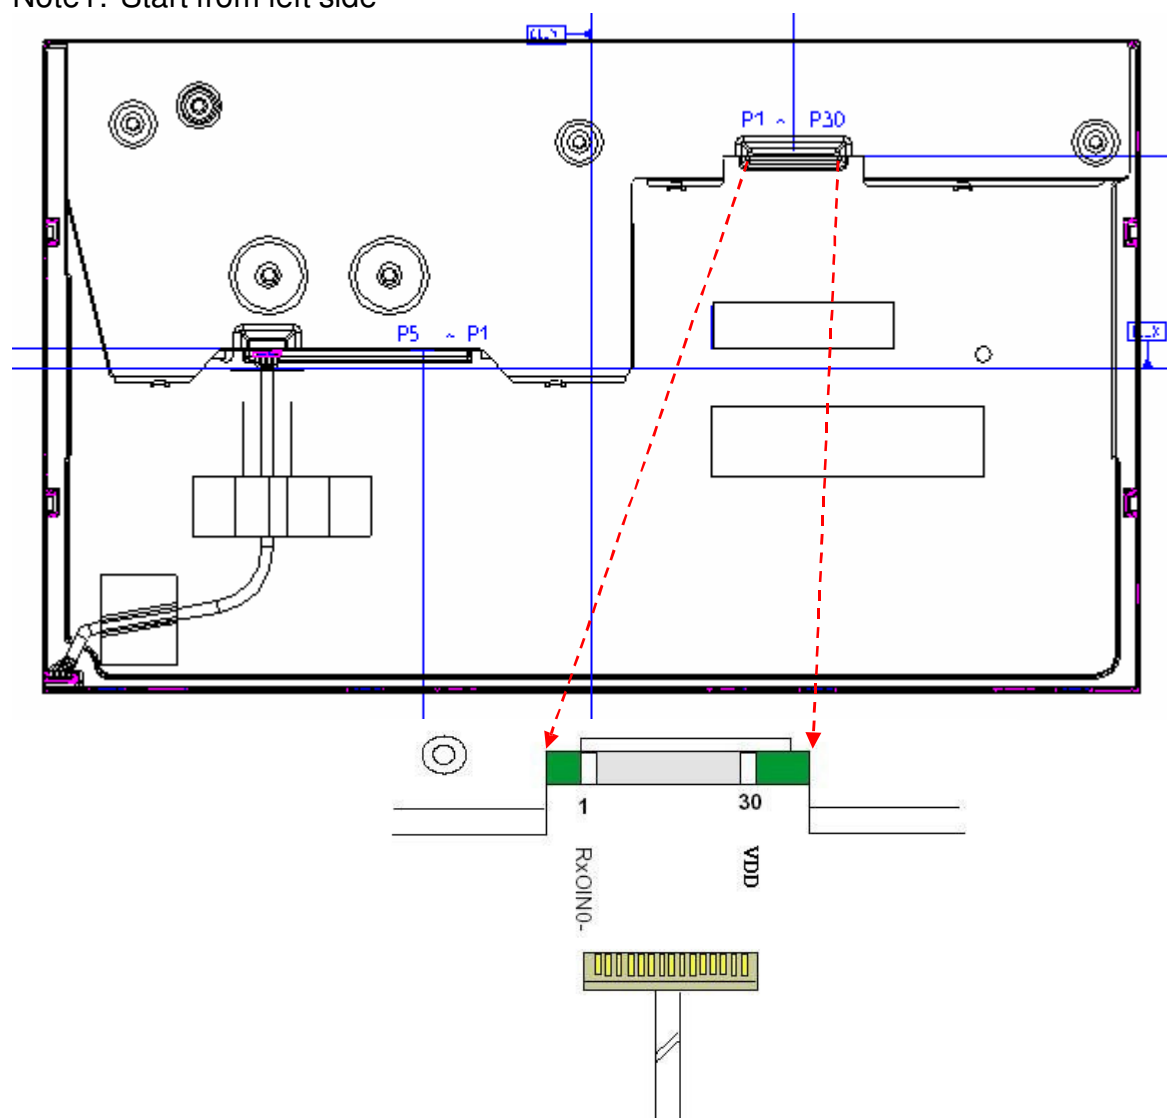 Note1: Start from left side
P1 ~ P30
P5 ~ P1
1 30
RxOIN0-
VDD